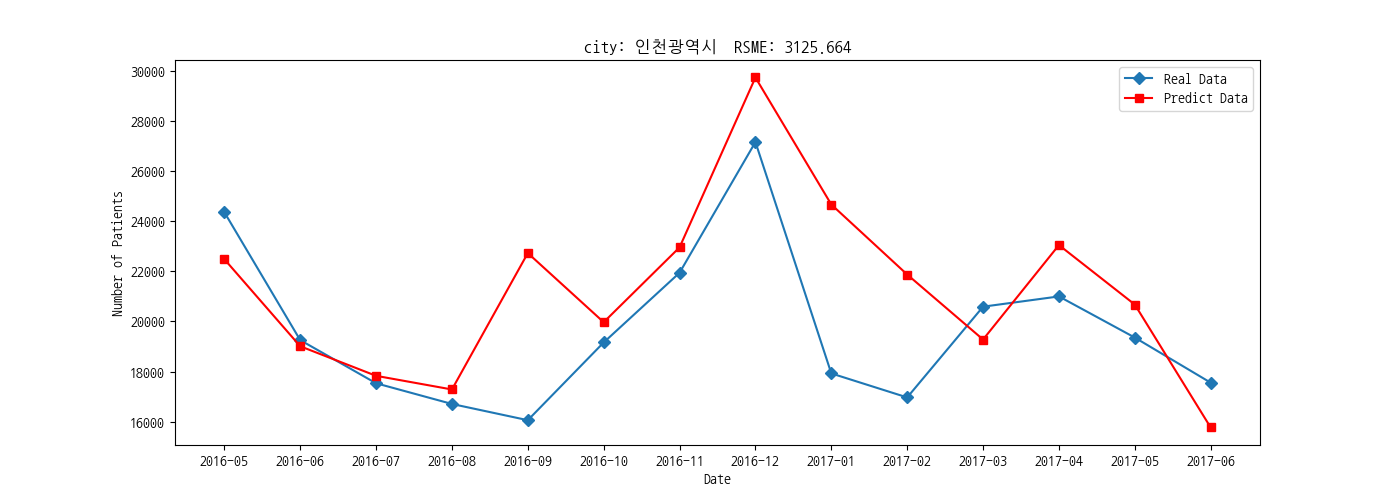 city: 인천광역시 RSME: 3125.664
Real Data
Predict Data
Number of Patients
30000
28000
26000
24000
22000
20000
18000
16000
2016-05 2016-06 2016-07 2016-08 2016-09 2016-10 2016-11 2016-12 2017-01 2017-02 2017-03 2017-04 2017-05 2017-06
Date